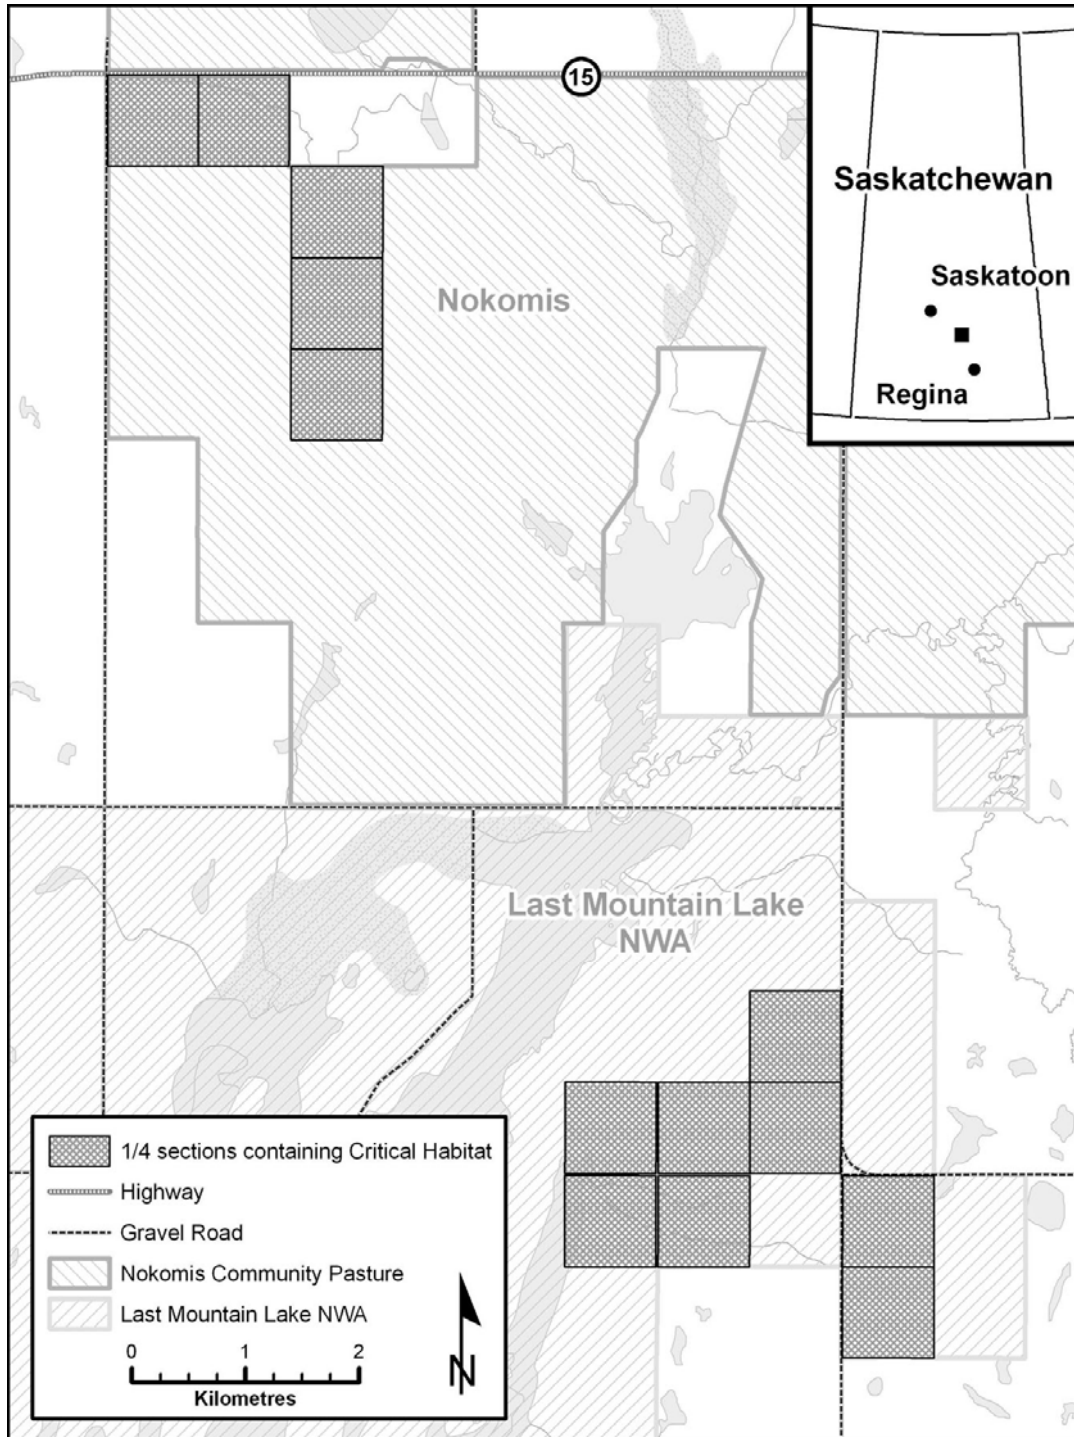 15
Saskatchewan
Saskatoon
Regina
Nokomis
Last Mountain Lake
NWA
1/4 sections containing Critical Habitat
Highway
Gravel Road
Nokomis Community Pasture
Last Mountain Lake NWA
0 1 2
Kilometres
N